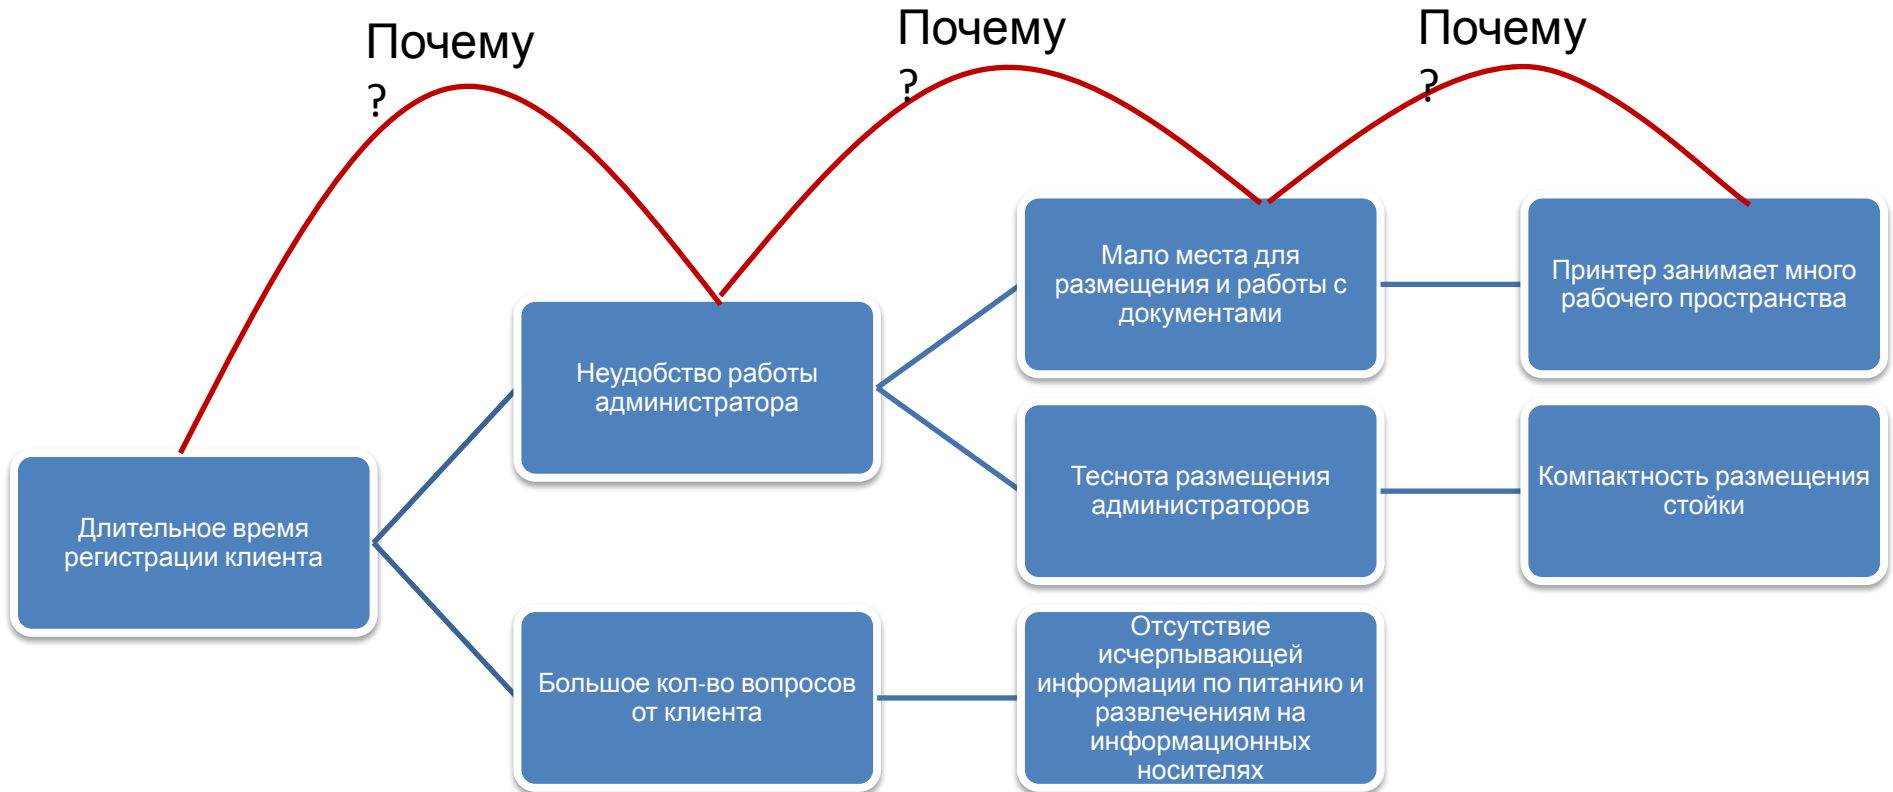 Почему
?
Почему
?
Почему
?
Длительное время
регистрации клиента
Неудобство работы
администратора
Большое кол-во вопросов
от клиента
Мало места для
размещения и работы с
документами
Теснота размещения
администраторов
Отсутствие
исчерпывающей
информации по питанию и
развлечениям на
информационных
носителях
Принтер занимает много
рабочего пространства
Компактность размещения
стойки